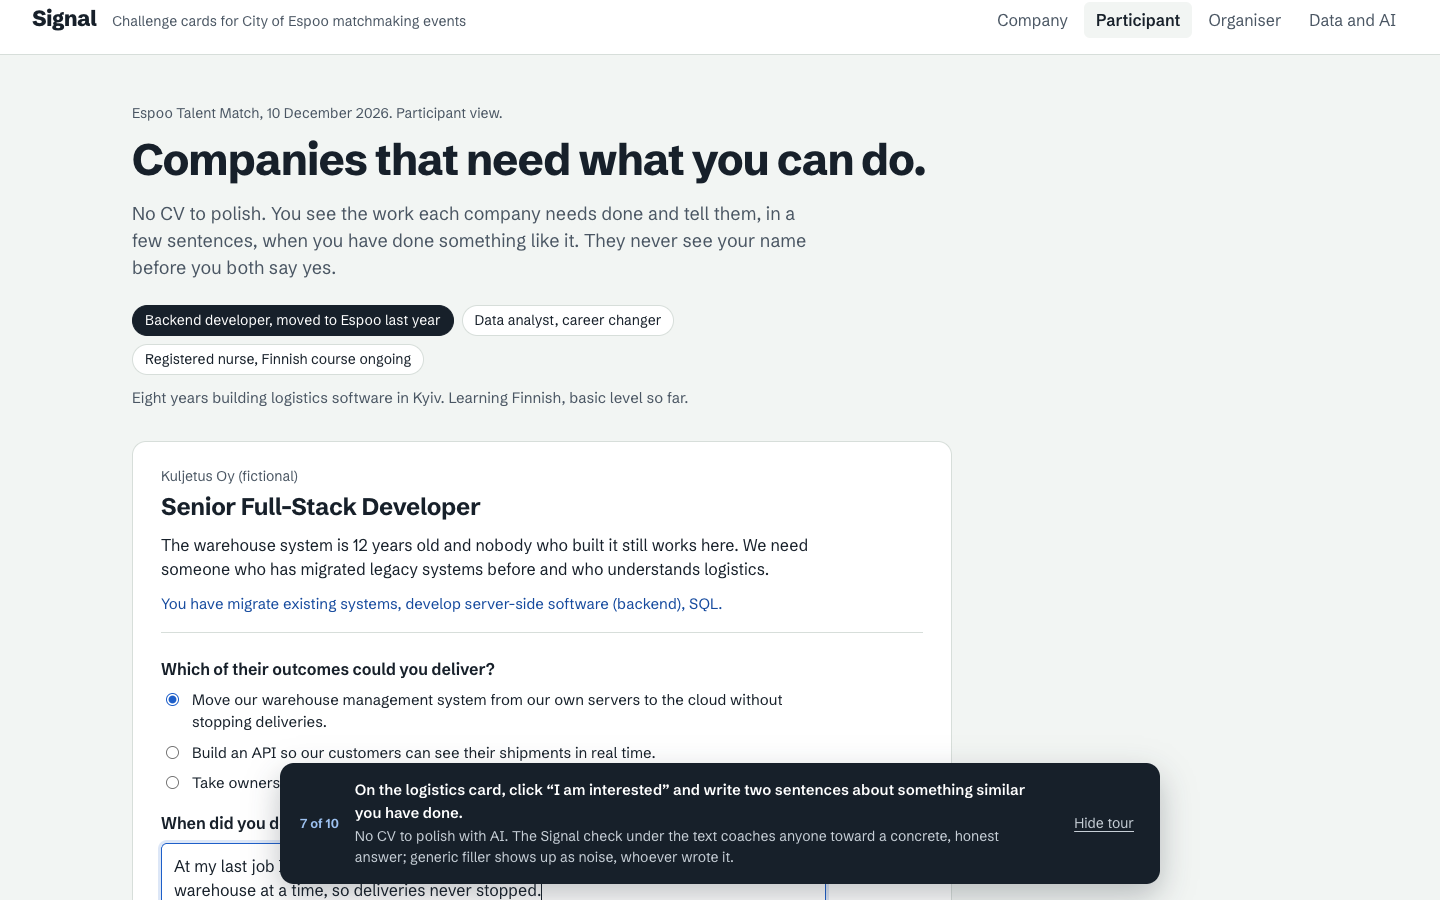 Signal Challenge cards for City of Espoo matchmaking events
Company Participant Organiser Data and AI
Espoo Talent Match, 10 December 2026. Participant view.
Companies that need what you can do.
No CV to polish. You see the work each company needs done and tell them, in a
few sentences, when you have done something like it. They never see your name
before you both say yes.
Backend developer, moved to Espoo last year
Data analyst, career changer
Registered nurse, Finnish course ongoing
Eight years building logistics software in Kyiv. Learning Finnish, basic level so far.
Kuljetus Oy (fictional)
Senior Full-Stack Developer
The warehouse system is 12 years old and nobody who built it still works here. We need
someone who has migrated legacy systems before and who understands logistics.
You have migrate existing systems, develop server-side software (backend), SQL.
Which of their outcomes could you deliver?
Move our warehouse management system from our own servers to the cloud without
stopping deliveries.
Build an API so our customers can see their shipments in real time.
Take owners
When did you d
At my last job
warehouse at a time, so deliveries never stopped.
7 of 10
On the logistics card, click “I am interested” and write two sentences about something similar
you have done.
No CV to polish with AI. The Signal check under the text coaches anyone toward a concrete, honest
answer; generic filler shows up as noise, whoever wrote it.
Hide tour